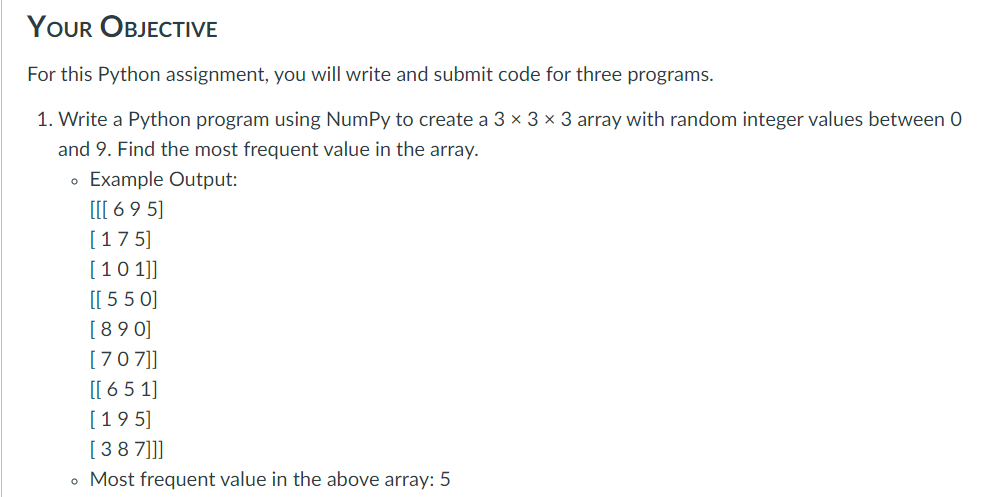 YOUR OBJECTIVE
For this Python assignment, you will write and submit code for three programs.
1. Write a Python program using NumPy to create a 3 × 3 × 3 array with random integer values between 0
and 9. Find the most frequent value in the array.
◦ Example Output:
[[[ 6 9 5]
[ 1 7 5]
[ 1 0 1]]
[[ 5 5 0]
[ 8 9 0]
[ 7 0 7]]
[[ 6 5 1]
[ 1 9 5]
[ 3 8 7]]]
◦ Most frequent value in the above array: 5